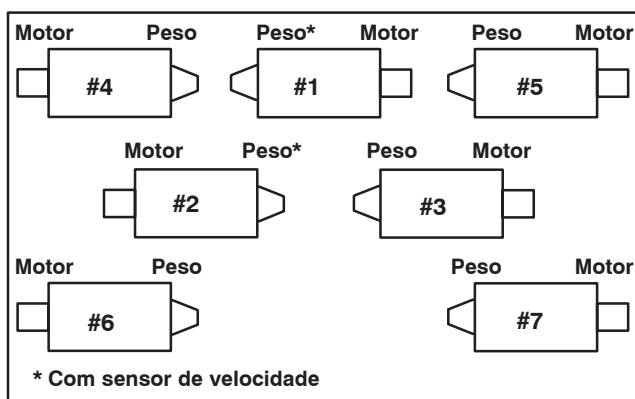 Motor Peso Peso* Motor Peso Motor
#4 #1 #5
Motor Peso* Peso Motor
#2 #3
Motor Peso Peso Motor
#6 #7
* Com sensor de velocidade